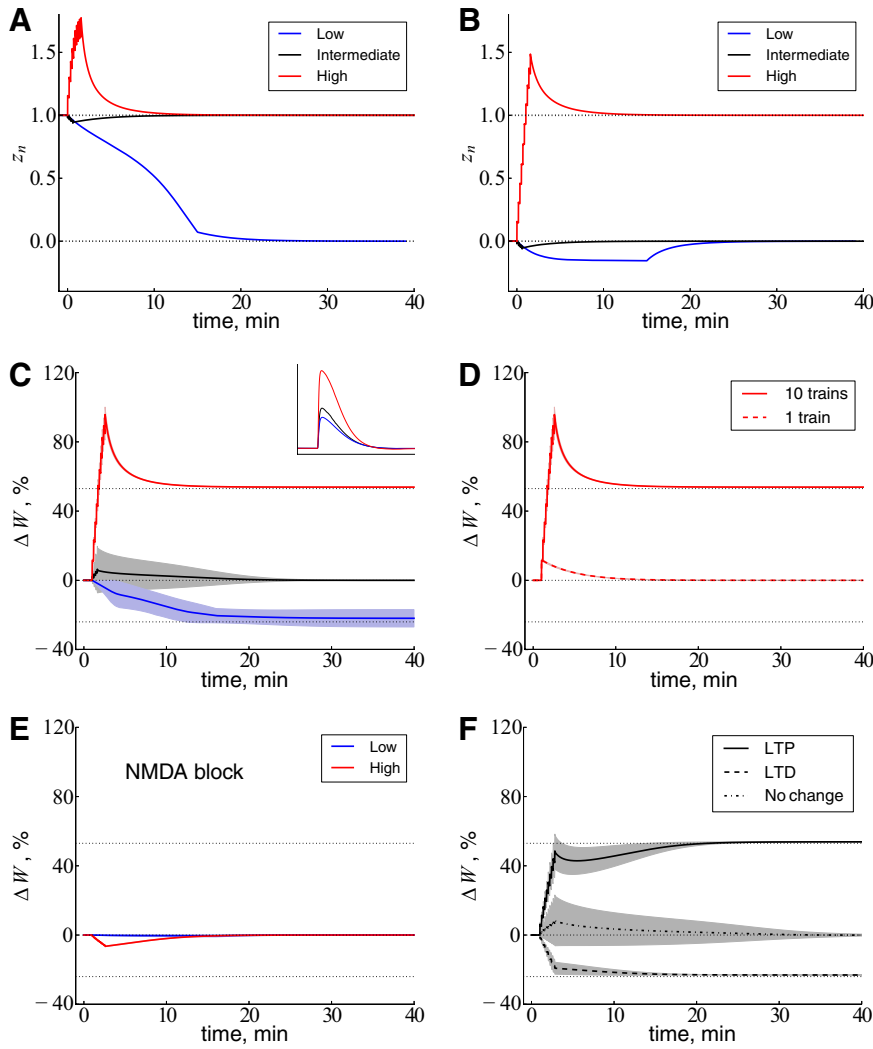 A
1.5
1.0
0.5
0.0
z_n
0
10
20
30
40
time, min
Low
Intermediate
High
B
1.5
1.0
0.5
0.0
z_n
0
10
20
30
40
time, min
Low
Intermediate
High
C
120
80
40
0
−40
Δ W , %
0
10
20
30
40
time, min
D
120
80
40
0
−40
Δ W , %
0
10
20
30
40
time, min
10 trains
1 train
E
120
80
40
0
−40
Δ W , %
0
10
20
30
40
time, min
NMDA block
Low
High
F
120
80
40
0
−40
Δ W , %
0
10
20
30
40
time, min
LTP
LTD
No change